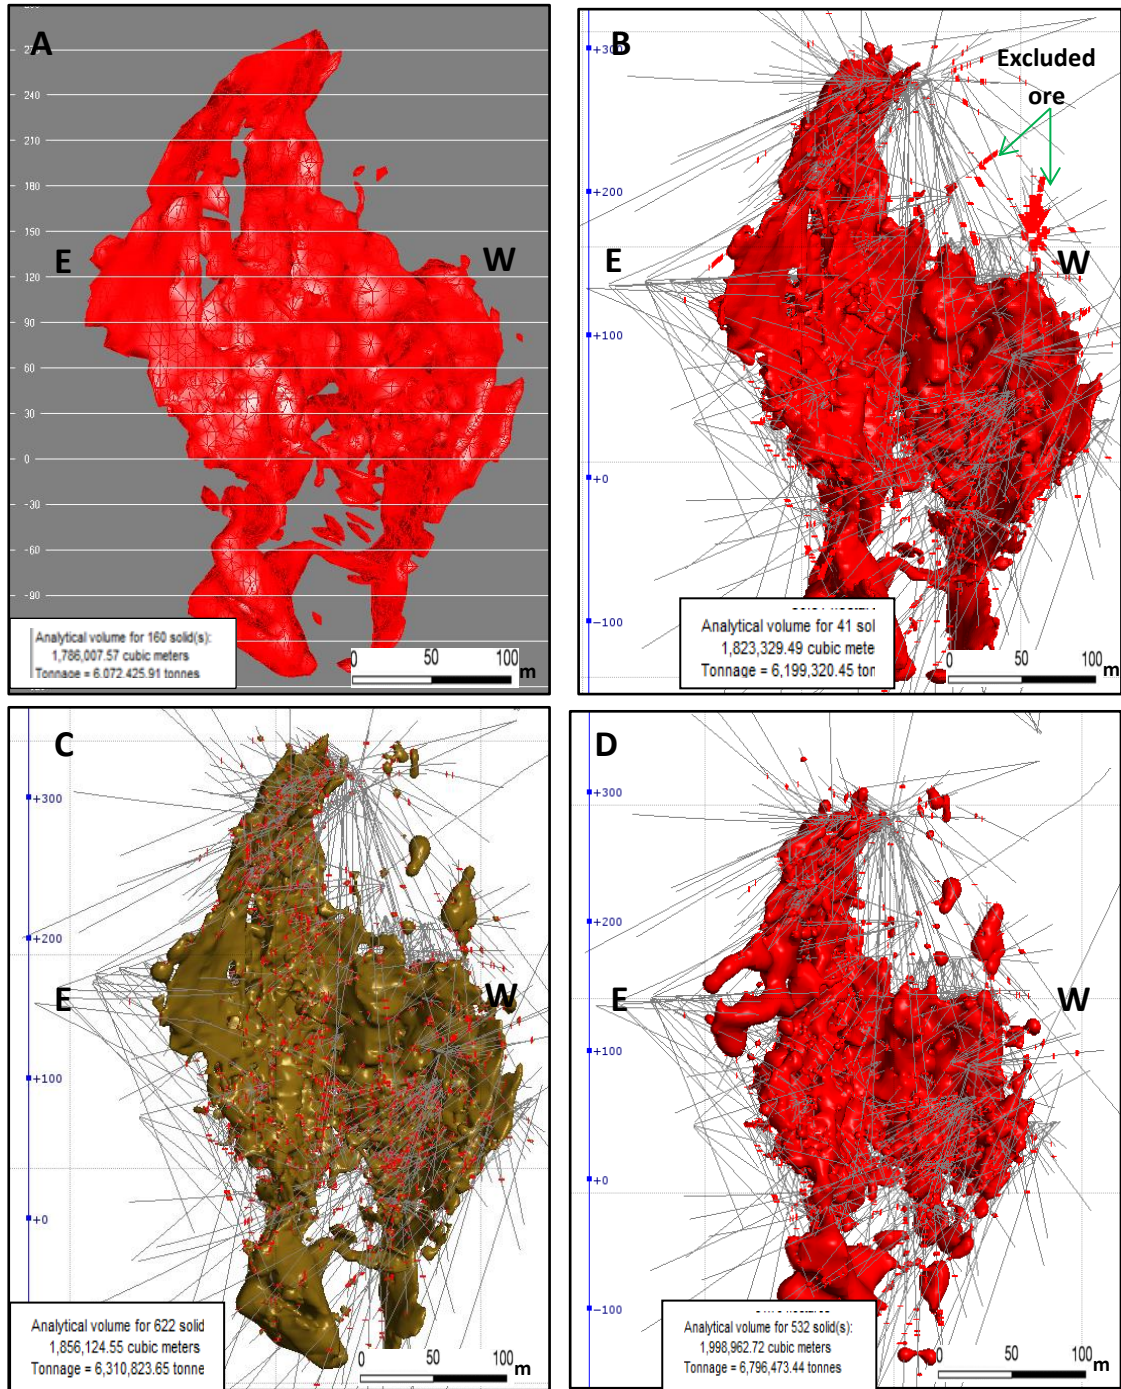 A
270
240
210
180
150
120
90
60
30
0
-30
-60
-90
E
W
Analytical volume for 160 solid(s):
1,786,007.57 cubic meters
Tonnage = 6,072,425.91 tonnes
0 50 100 m
B
Excluded
ore
+300
+200
+100
+0
-100
E
W
Analytical volume for 41 sol
1,823,329.49 cubic mete
Tonnage = 6,199,320.45 ton
0 50 100 m
C
+300
+200
+100
+0
E
W
Analytical volume for 622 solid
1,856,124.55 cubic meters
Tonnage = 6,310,823.65 tonne
0 50 100 m
D
+300
+200
+100
+0
-100
E
W
Analytical volume for 532 solid(s):
1,998,962.72 cubic meters
Tonnage = 6,796,473.44 tonnes
0 50 100 m